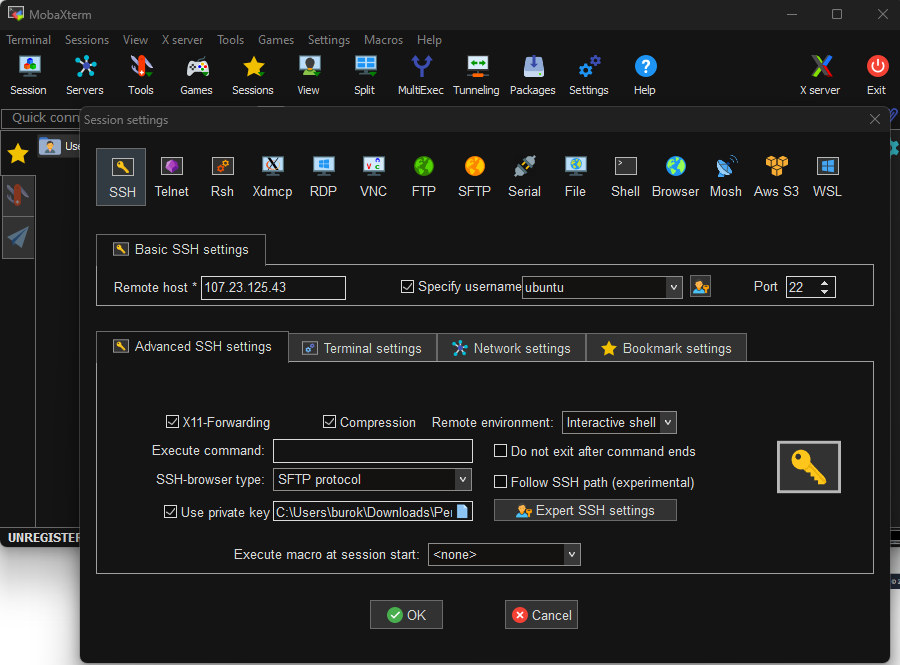 MobaXterm
Terminal Sessions View X server Tools Games Settings Macros Help
Session Servers Tools Games Sessions View Split MultiExec Tunneling Packages Settings Help X server Exit
Quick conn
Session settings
Use
SSH Telnet Rsh Xdmcp RDP VNC FTP SFTP Serial File Shell Browser Mosh Aws S3 WSL
Basic SSH settings
Remote host * 107.23.125.43 Specify username ubuntu Port 22
Advanced SSH settings Terminal settings Network settings Bookmark settings
X11-Forwarding Compression Remote environment: Interactive shell
Execute command: Do not exit after command ends
SSH-browser type: SFTP protocol Follow SSH path (experimental)
Use private key C:\Users\burok\Downloads\Per Expert SSH settings
UNREGISTER
Execute macro at session start: <none>
OK Cancel